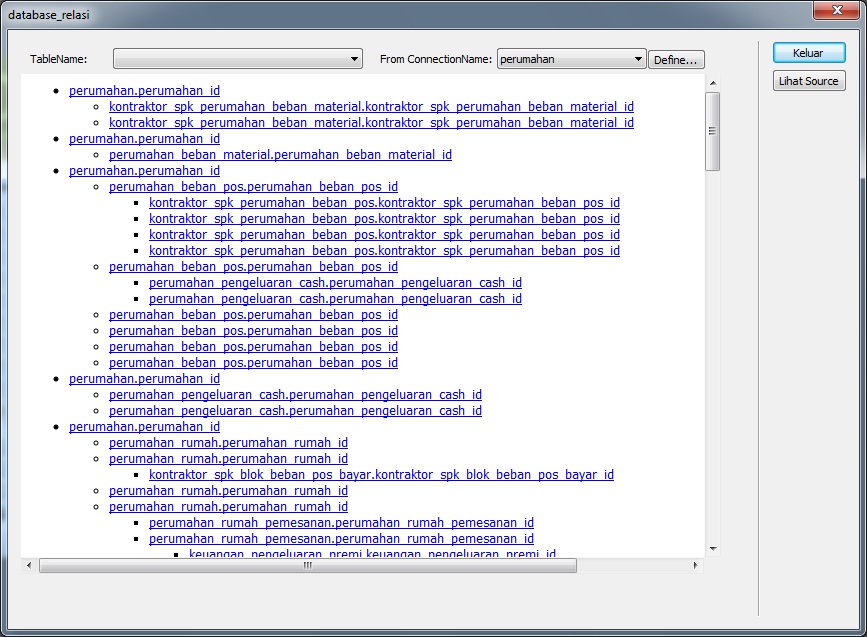 database_relasi
TableName: From ConnectionName: perumahan Define... Keluar
Lihat Source
perumahan.perumahan_id
kontraktor_spk_perumahan_beban_material.kontraktor_spk_perumahan_beban_material_id
kontraktor_spk_perumahan_beban_material.kontraktor_spk_perumahan_beban_material_id
perumahan.perumahan_id
perumahan_beban_material.perumahan_beban_material_id
perumahan.perumahan_id
perumahan_beban_pos.perumahan_beban_pos_id
kontraktor_spk_perumahan_beban_pos.kontraktor_spk_perumahan_beban_pos_id
kontraktor_spk_perumahan_beban_pos.kontraktor_spk_perumahan_beban_pos_id
kontraktor_spk_perumahan_beban_pos.kontraktor_spk_perumahan_beban_pos_id
kontraktor_spk_perumahan_beban_pos.kontraktor_spk_perumahan_beban_pos_id
perumahan_beban_pos.perumahan_beban_pos_id
perumahan_pengeluaran_cash.perumahan_pengeluaran_cash_id
perumahan_pengeluaran_cash.perumahan_pengeluaran_cash_id
perumahan_beban_pos.perumahan_beban_pos_id
perumahan_beban_pos.perumahan_beban_pos_id
perumahan_beban_pos.perumahan_beban_pos_id
perumahan_beban_pos.perumahan_beban_pos_id
perumahan.perumahan_id
perumahan_pengeluaran_cash.perumahan_pengeluaran_cash_id
perumahan_pengeluaran_cash.perumahan_pengeluaran_cash_id
perumahan.perumahan_id
perumahan_rumah.perumahan_rumah_id
perumahan_rumah.perumahan_rumah_id
kontraktor_spk_blok_beban_pos_bayar.kontraktor_spk_blok_beban_pos_bayar_id
perumahan_rumah.perumahan_rumah_id
perumahan_rumah.perumahan_rumah_id
perumahan_rumah_pemesanan.perumahan_rumah_pemesanan_id
perumahan_rumah_pemesanan.perumahan_rumah_pemesanan_id
keuangan_pengeluaran_premi.keuangan_pengeluaran_premi_id